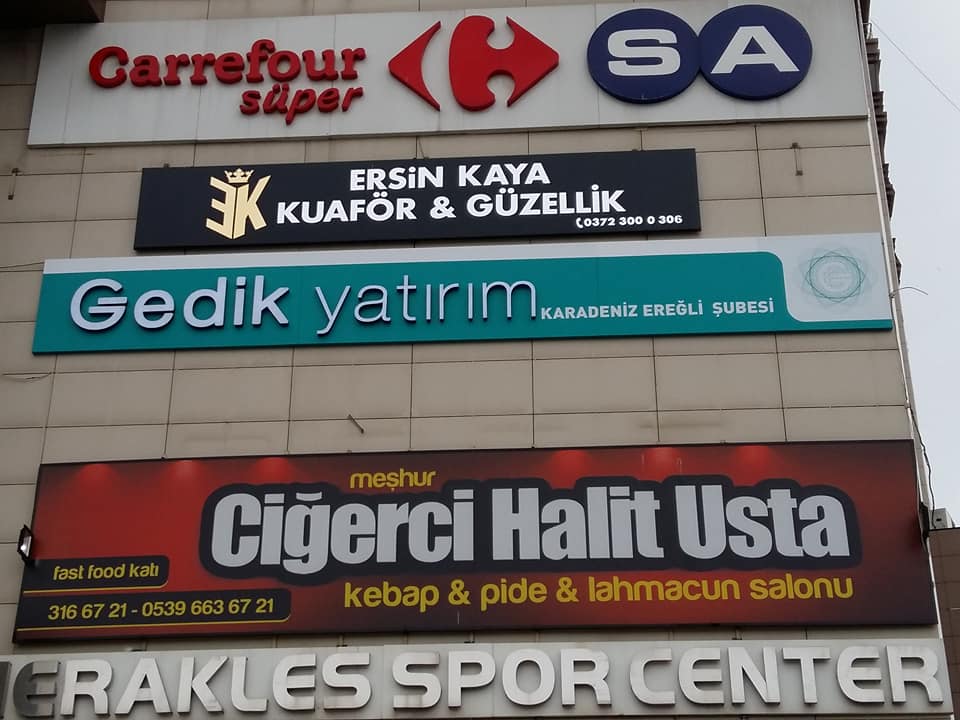 Carrefour SA
süper
ERSİN KAYA
KUAFÖR & GÜZELLİK
0372 300 0 306
Gedik yatırım KARADENİZ EREĞLİ ŞUBESİ
meşhur
Ciğerci Halit Usta
fast food katı
kebap & pide & lahmacun salonu
316 67 21 - 0539 663 67 21
HERAKLES SPOR CENTER